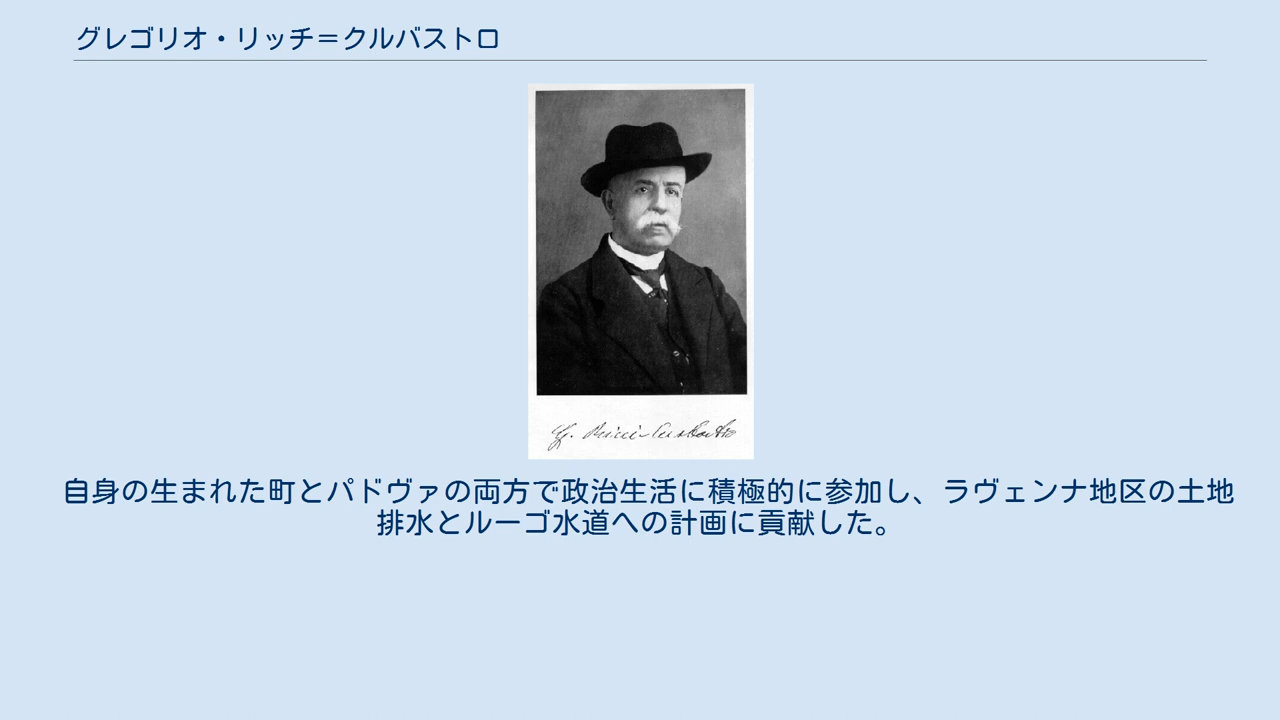 グレゴリオ・リッチ＝クルバストロ
G. Ricci-Curbastro
自身の生まれた町とパドヴァの両方で政治生活に積極的に参加し、ラヴェンナ地区の土地
排水とルーゴ水道への計画に貢献した。